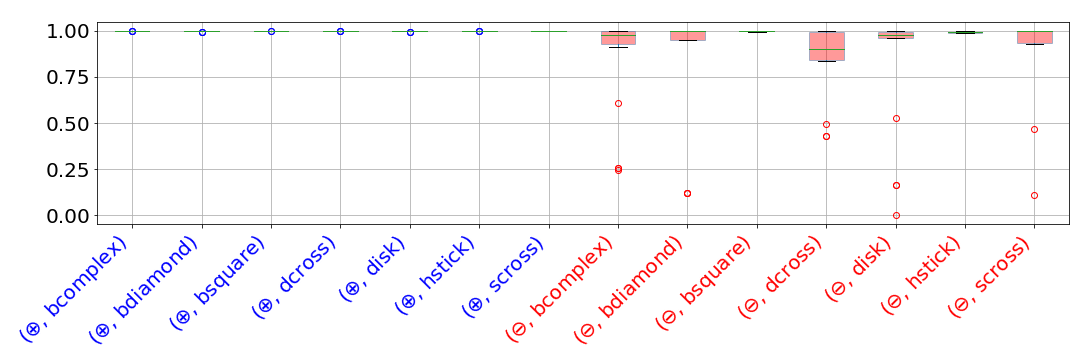 1.00
0.75
0.50
0.25
0.00
(⊕, bcomplex)
(⊕, bdiamond)
(⊕, bsquare)
(⊕, dcross)
(⊕, disk)
(⊕, hstick)
(⊕, scross)
(⊖, bcomplex)
(⊖, bdiamond)
(⊖, bsquare)
(⊖, dcross)
(⊖, disk)
(⊖, hstick)
(⊖, scross)